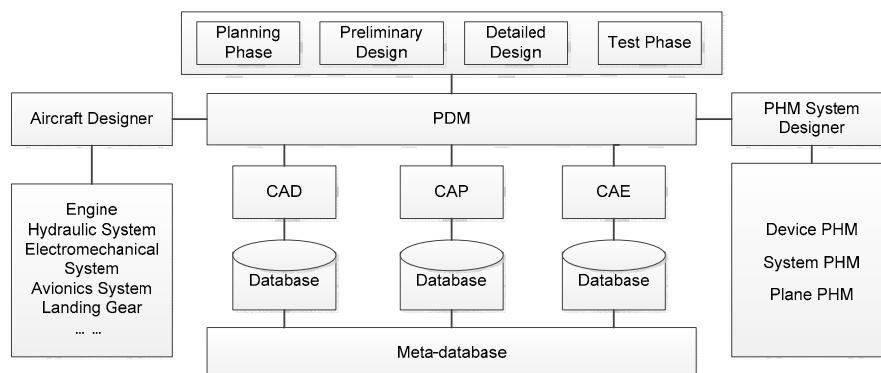 Planning
Phase
Preliminary
Design
Detailed
Design
Test Phase
Aircraft Designer
PDM
PHM System
Designer
CAD
CAP
CAE
Engine
Hydraulic System
Electromechanical
System
Avionics System
Landing Gear
... ...
Database
Database
Database
Device PHM
System PHM
Plane PHM
Meta-database